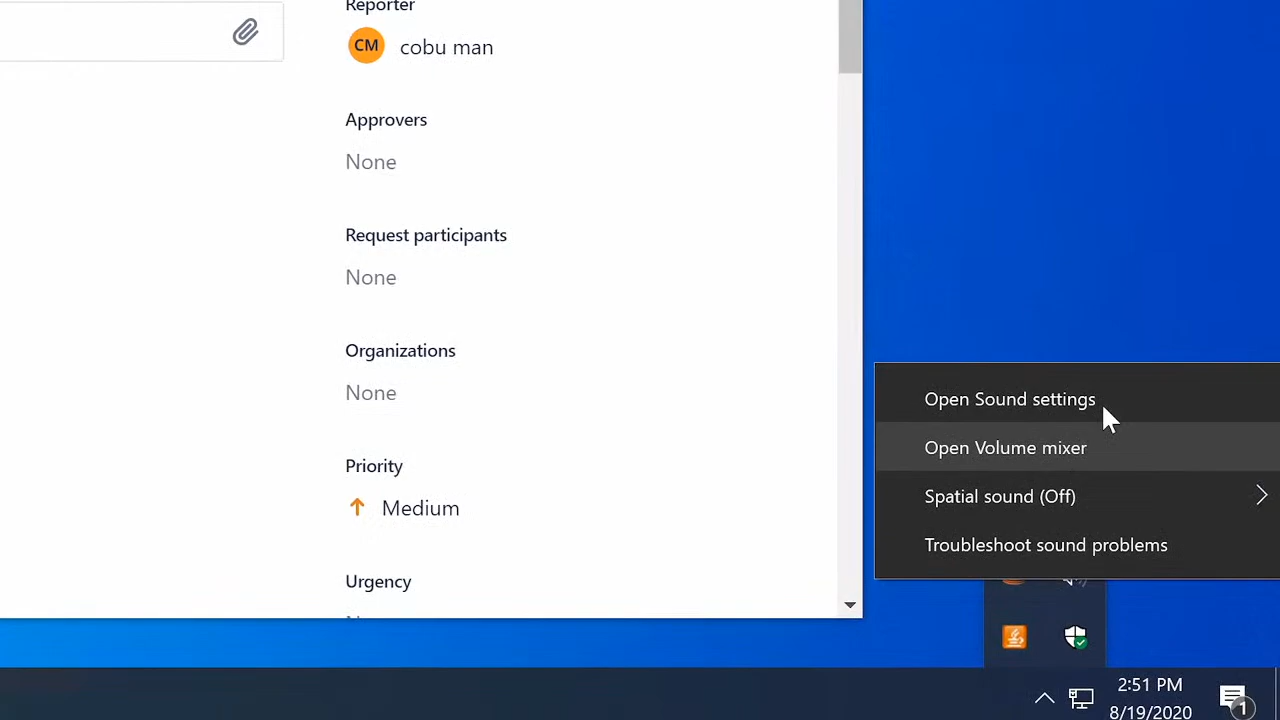 Reporter
CM cobu man
Approvers
None
Request participants
None
Organizations
None
Priority
Medium
Urgency
Open Sound settings
Open Volume mixer
Spatial sound (Off)
Troubleshoot sound problems
2:51 PM
8/19/2020
1